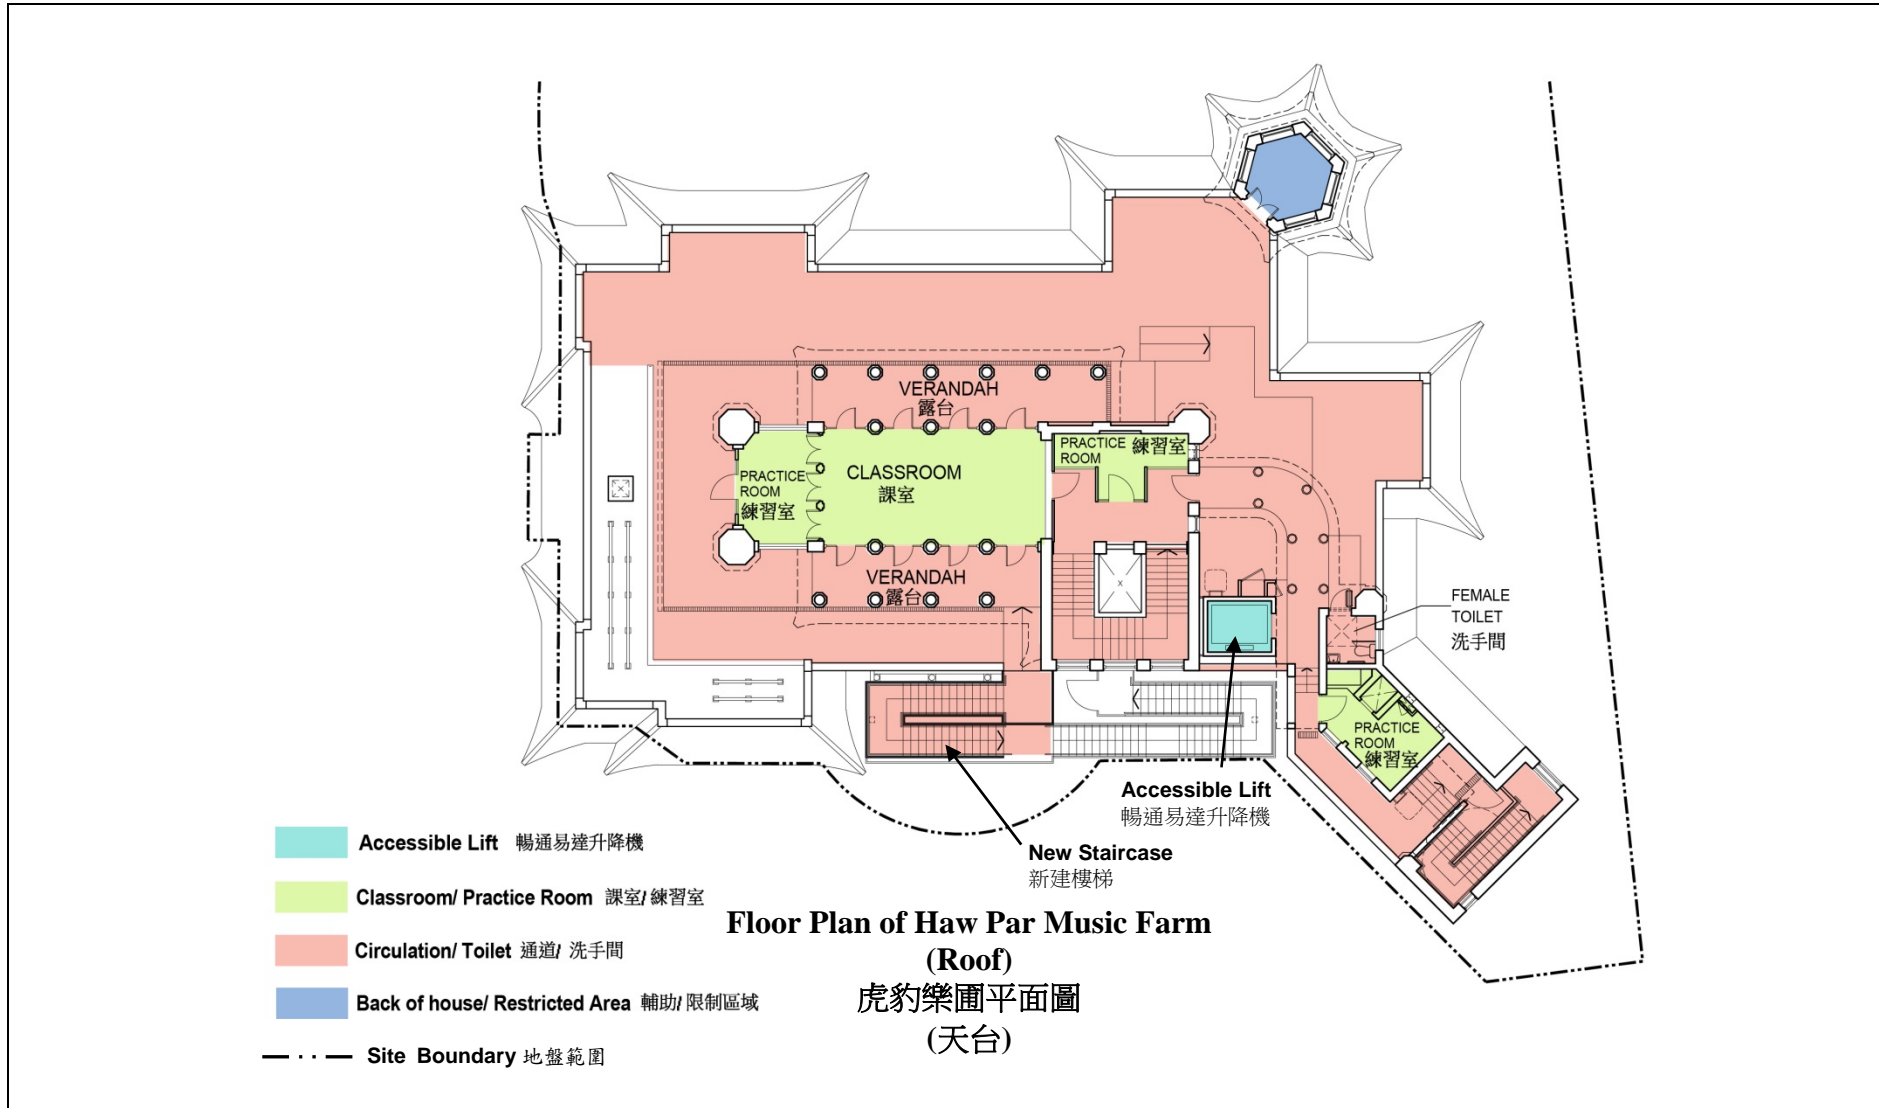 VERANDAH
露台
PRACTICE
ROOM
練習室
CLASSROOM
課室
PRACTICE
ROOM
練習室
VERANDAH
露台
FEMALE
TOILET
洗手間
PRACTICE
ROOM
練習室
Accessible Lift
暢通易達升降機
New Staircase
新建樓梯
Accessible Lift 暢通易達升降機
Classroom/ Practice Room 課室/ 練習室
Circulation/ Toilet 通道/ 洗手間
Back of house/ Restricted Area 輔助/ 限制區域
Site Boundary 地盤範圍
Floor Plan of Haw Par Music Farm
(Roof)
虎豹樂圃平面圖
(天台)